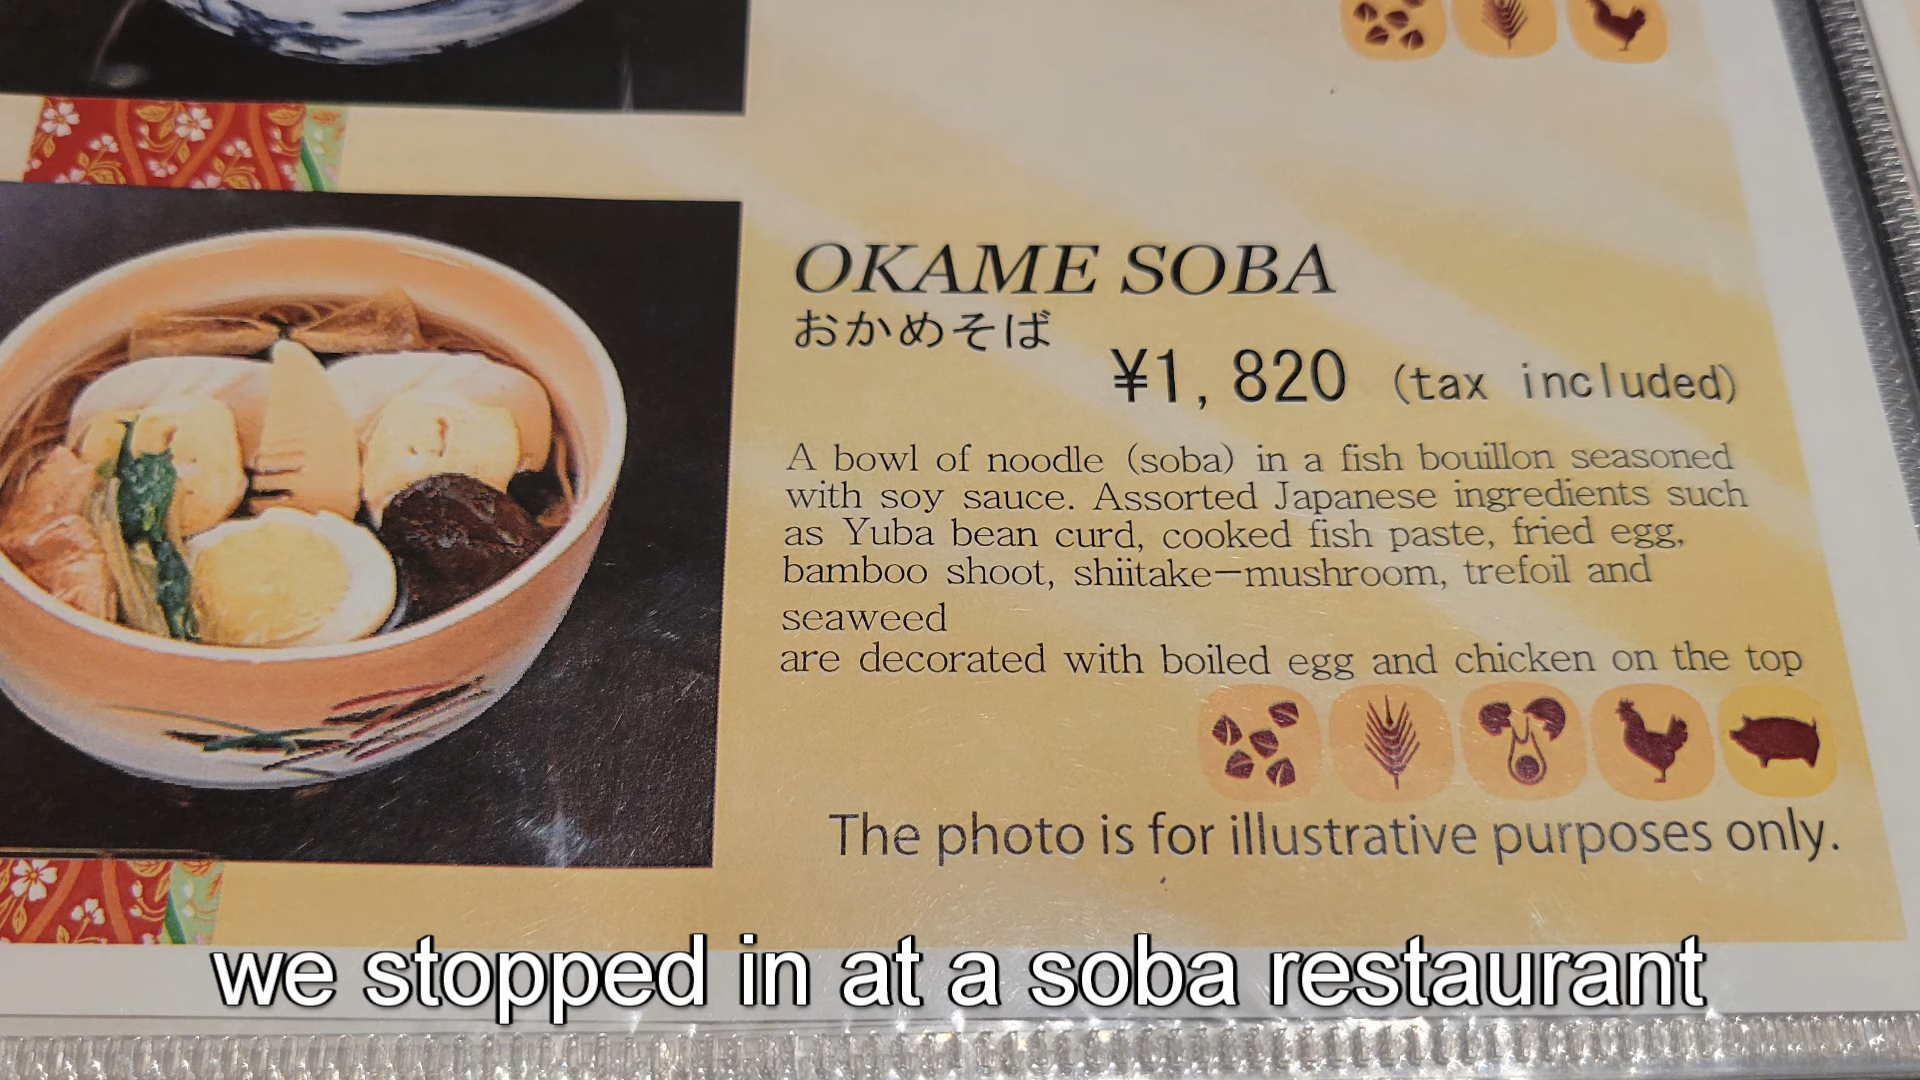 OKAME SOBA
おかめそば
¥1,820 (tax included)
A bowl of noodle (soba) in a fish bouillon seasoned
with soy sauce. Assorted Japanese ingredients such
as Yuba bean curd, cooked fish paste, fried egg,
bamboo shoot, shiitake-mushroom, trefoil and
seaweed
are decorated with boiled egg and chicken on the top
The photo is for illustrative purposes only.
we stopped in at a soba restaurant